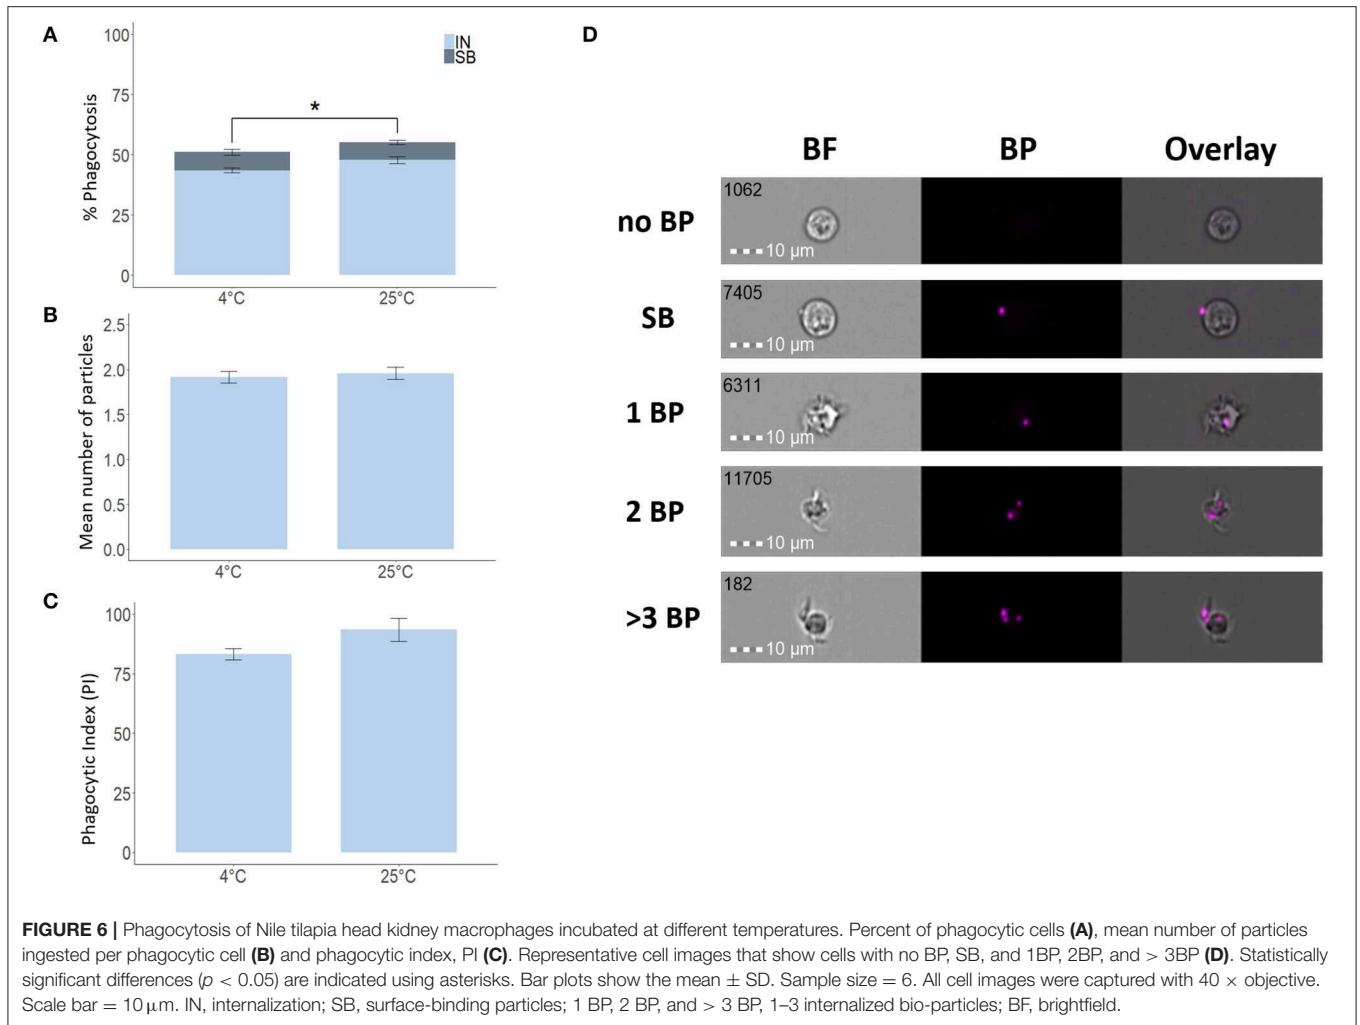 A
% Phagocytosis
100
75
50
25
0
IN
SB
*
4°C
25°C
B
Mean number of particles
2.5
2.0
1.5
1.0
0.5
0.0
4°C
25°C
C
Phagocytic Index (PI)
100
75
50
25
0
4°C
25°C
D
BF
BP
Overlay
no BP
1062
10 µm
SB
7405
10 µm
1 BP
6311
10 µm
2 BP
11705
10 µm
>3 BP
182
10 µm
FIGURE 6 | Phagocytosis of Nile tilapia head kidney macrophages incubated at different temperatures. Percent of phagocytic cells (A), mean number of particles
ingested per phagocytic cell (B) and phagocytic index, PI (C). Representative cell images that show cells with no BP, SB, and 1BP, 2BP, and > 3BP (D). Statistically
significant differences (p < 0.05) are indicated using asterisks. Bar plots show the mean ± SD. Sample size = 6. All cell images were captured with 40 × objective.
Scale bar = 10 µm. IN, internalization; SB, surface-binding particles; 1 BP, 2 BP, and > 3 BP, 1–3 internalized bio-particles; BF, brightfield.